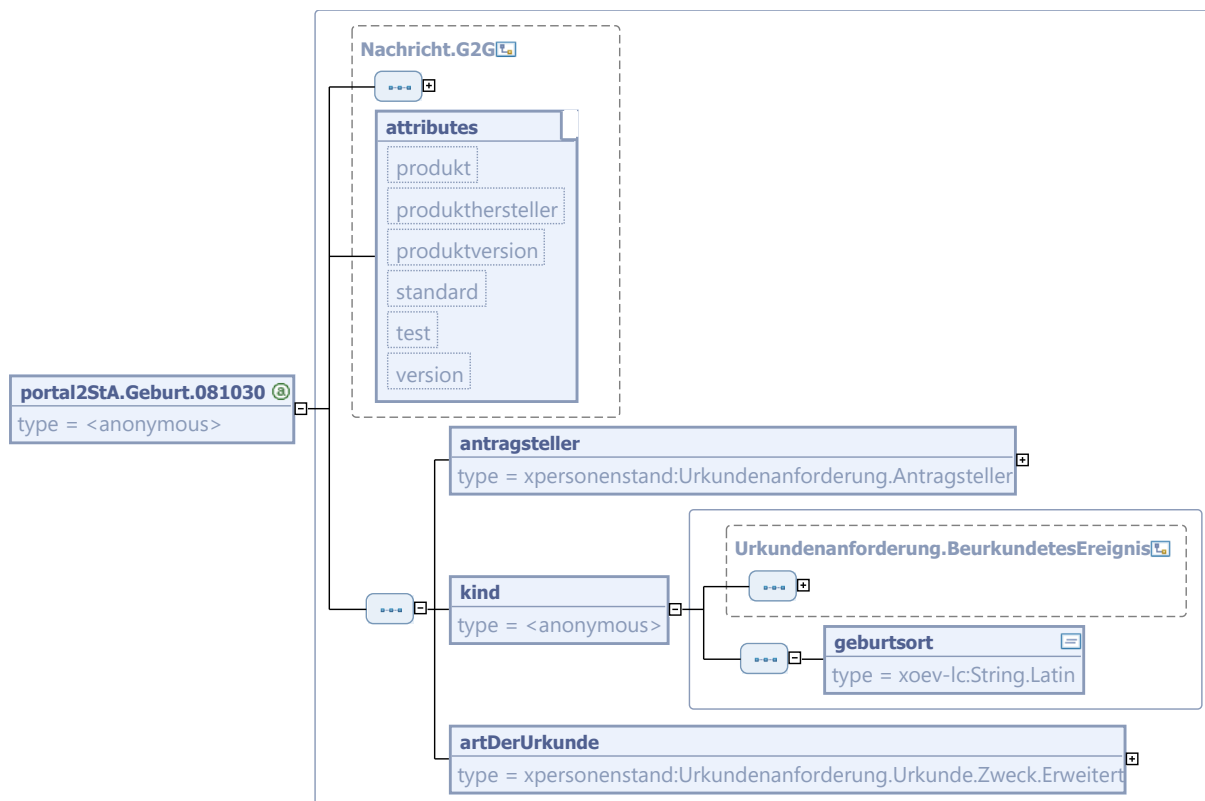 Nachricht.G2G
attributes
produkt
produkthersteller
produktversion
standard
test
version
portal2StA.Geburt.081030
type = <anonymous>
antragsteller
type = xpersonenstand:Urkundenanforderung.Antragsteller
kind
type = <anonymous>
Urkundenanforderung.BeurkundetesEreignis
geburtsort
type = xoev-lc:String.Latin
artDerUrkunde
type = xpersonenstand:Urkundenanforderung.Urkunde.Zweck.Erweitert